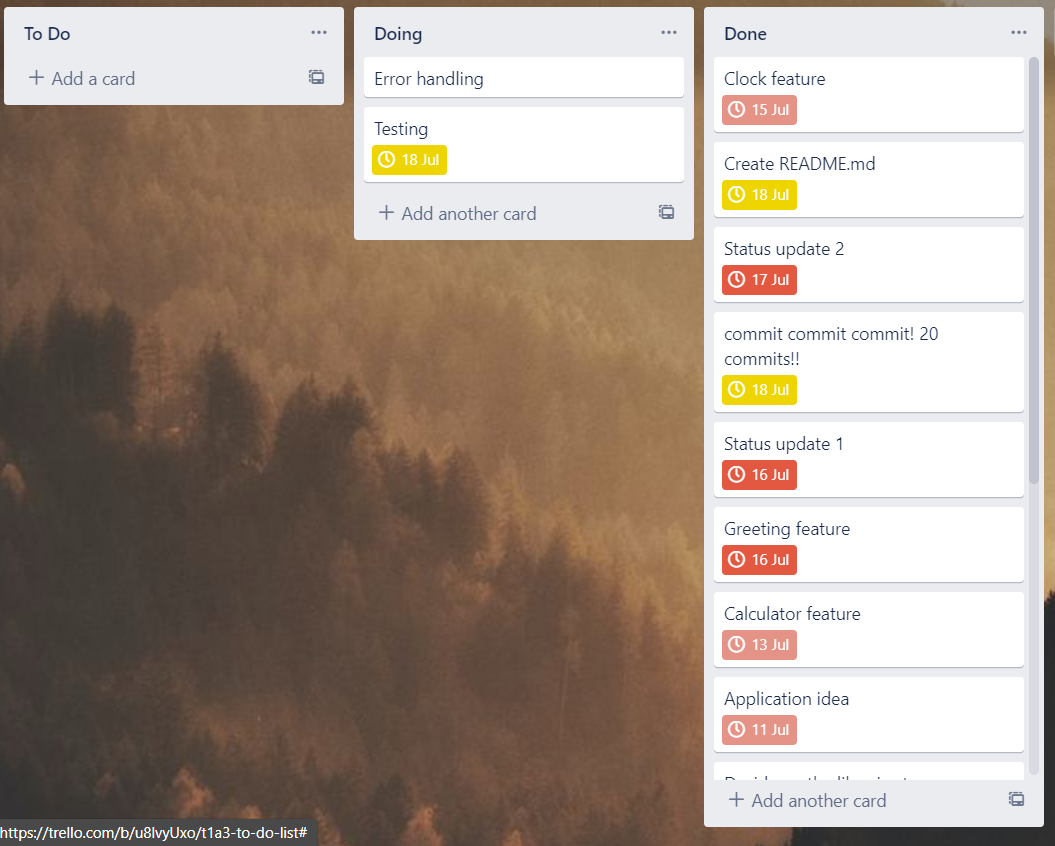 To Do
Add a card
Doing
Error handling
Testing
18 Jul
Add another card
Done
Clock feature
15 Jul
Create README.md
18 Jul
Status update 2
17 Jul
commit commit commit! 20
commits!!
18 Jul
Status update 1
16 Jul
Greeting feature
16 Jul
Calculator feature
13 Jul
Application idea
11 Jul
Add another card
https://trello.com/b/u8lvyUxo/t1a3-to-do-list#